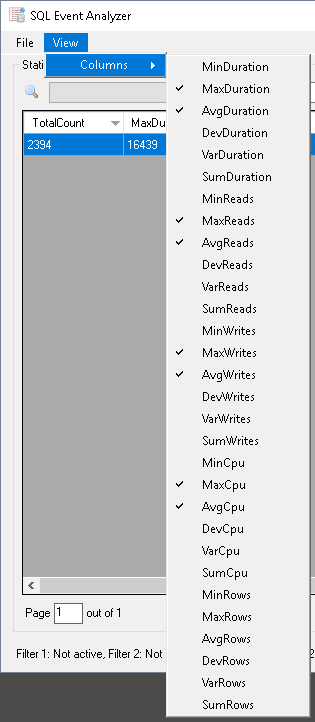 SQL Event Analyzer
File View
Stati
Columns
TotalCount MaxDu
2394 16439
MinDuration
MaxDuration
AvgDuration
DevDuration
VarDuration
SumDuration
MinReads
MaxReads
AvgReads
DevReads
VarReads
SumReads
MinWrites
MaxWrites
AvgWrites
DevWrites
VarWrites
SumWrites
MinCpu
MaxCpu
AvgCpu
DevCpu
VarCpu
SumCpu
MinRows
MaxRows
AvgRows
DevRows
VarRows
SumRows
Page 1 out of 1
Filter 1: Not active, Filter 2: Not 2